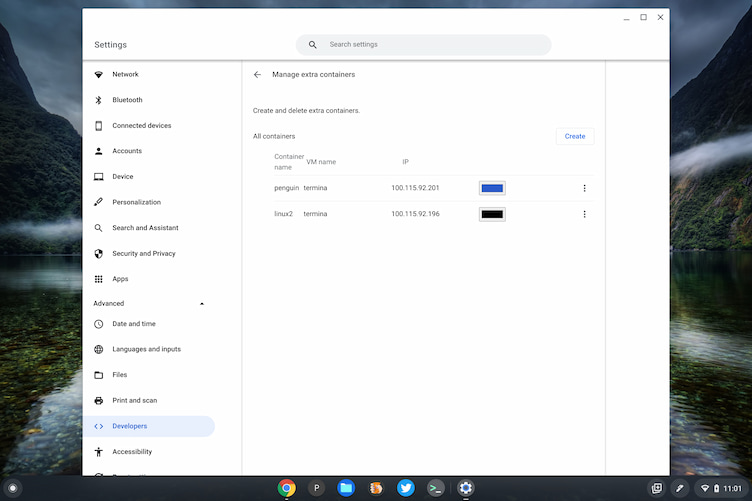 Settings
Search settings
Network
Bluetooth
Connected devices
Accounts
Device
Personalization
Search and Assistant
Security and Privacy
Apps
Advanced
Date and time
Languages and inputs
Files
Print and scan
Developers
Accessibility
Manage extra containers
Create and delete extra containers.
All containers
Create
Container
name
VM name
IP
penguin termina 100.115.92.201
linux2 termina 100.115.92.196
P
>_
11:01